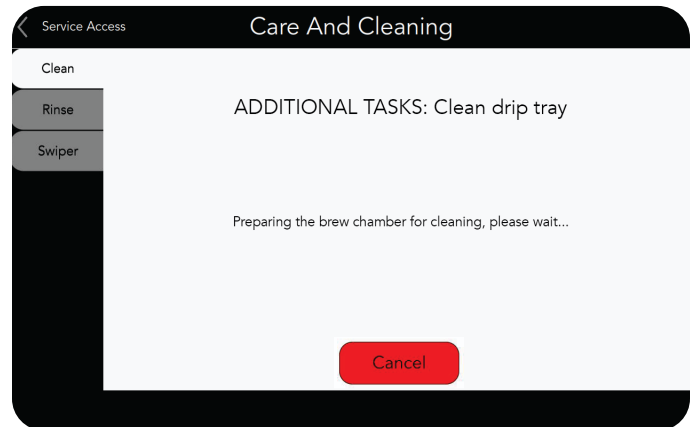 Service Access
Care And Cleaning
Clean
Rinse
Swiper
ADDITIONAL TASKS: Clean drip tray
Preparing the brew chamber for cleaning, please wait...
Cancel